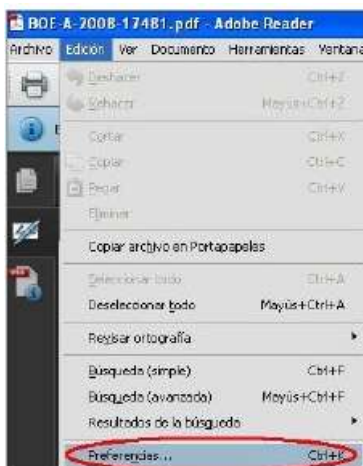 BOE-A-2008-17481.pdf - Adobe Reader
Archivo Edición Ver Documento Herramientas Ventana
Deshacer Ctrl+Z
Rehacer Mayús+Ctrl+Z
Cortar Ctrl+X
Copiar Ctrl+C
Pegar Ctrl+V
Eliminar
Copiar archivo en Portapapeles
Seleccionar todo Ctrl+A
Deseleccionar todo Mayús+Ctrl+A
Revisar ortografía
Búsqueda (simple) Ctrl+F
Búsqueda (avanzada) Mayús+Ctrl+F
Resultados de la búsqueda
Preferencias... Ctrl+K